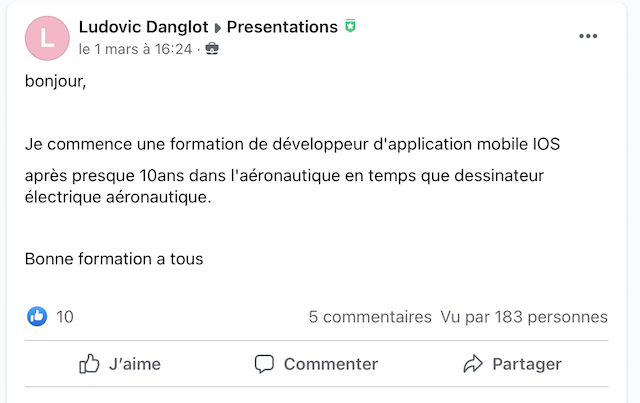 L
Ludovic Danglot Presentations
le 1 mars à 16:24 ·
bonjour,
Je commence une formation de développeur d'application mobile IOS
après presque 10ans dans l'aéronautique en temps que dessinateur
électrique aéronautique.
Bonne formation a tous
10 5 commentaires Vu par 183 personnes
J'aime Commenter Partager